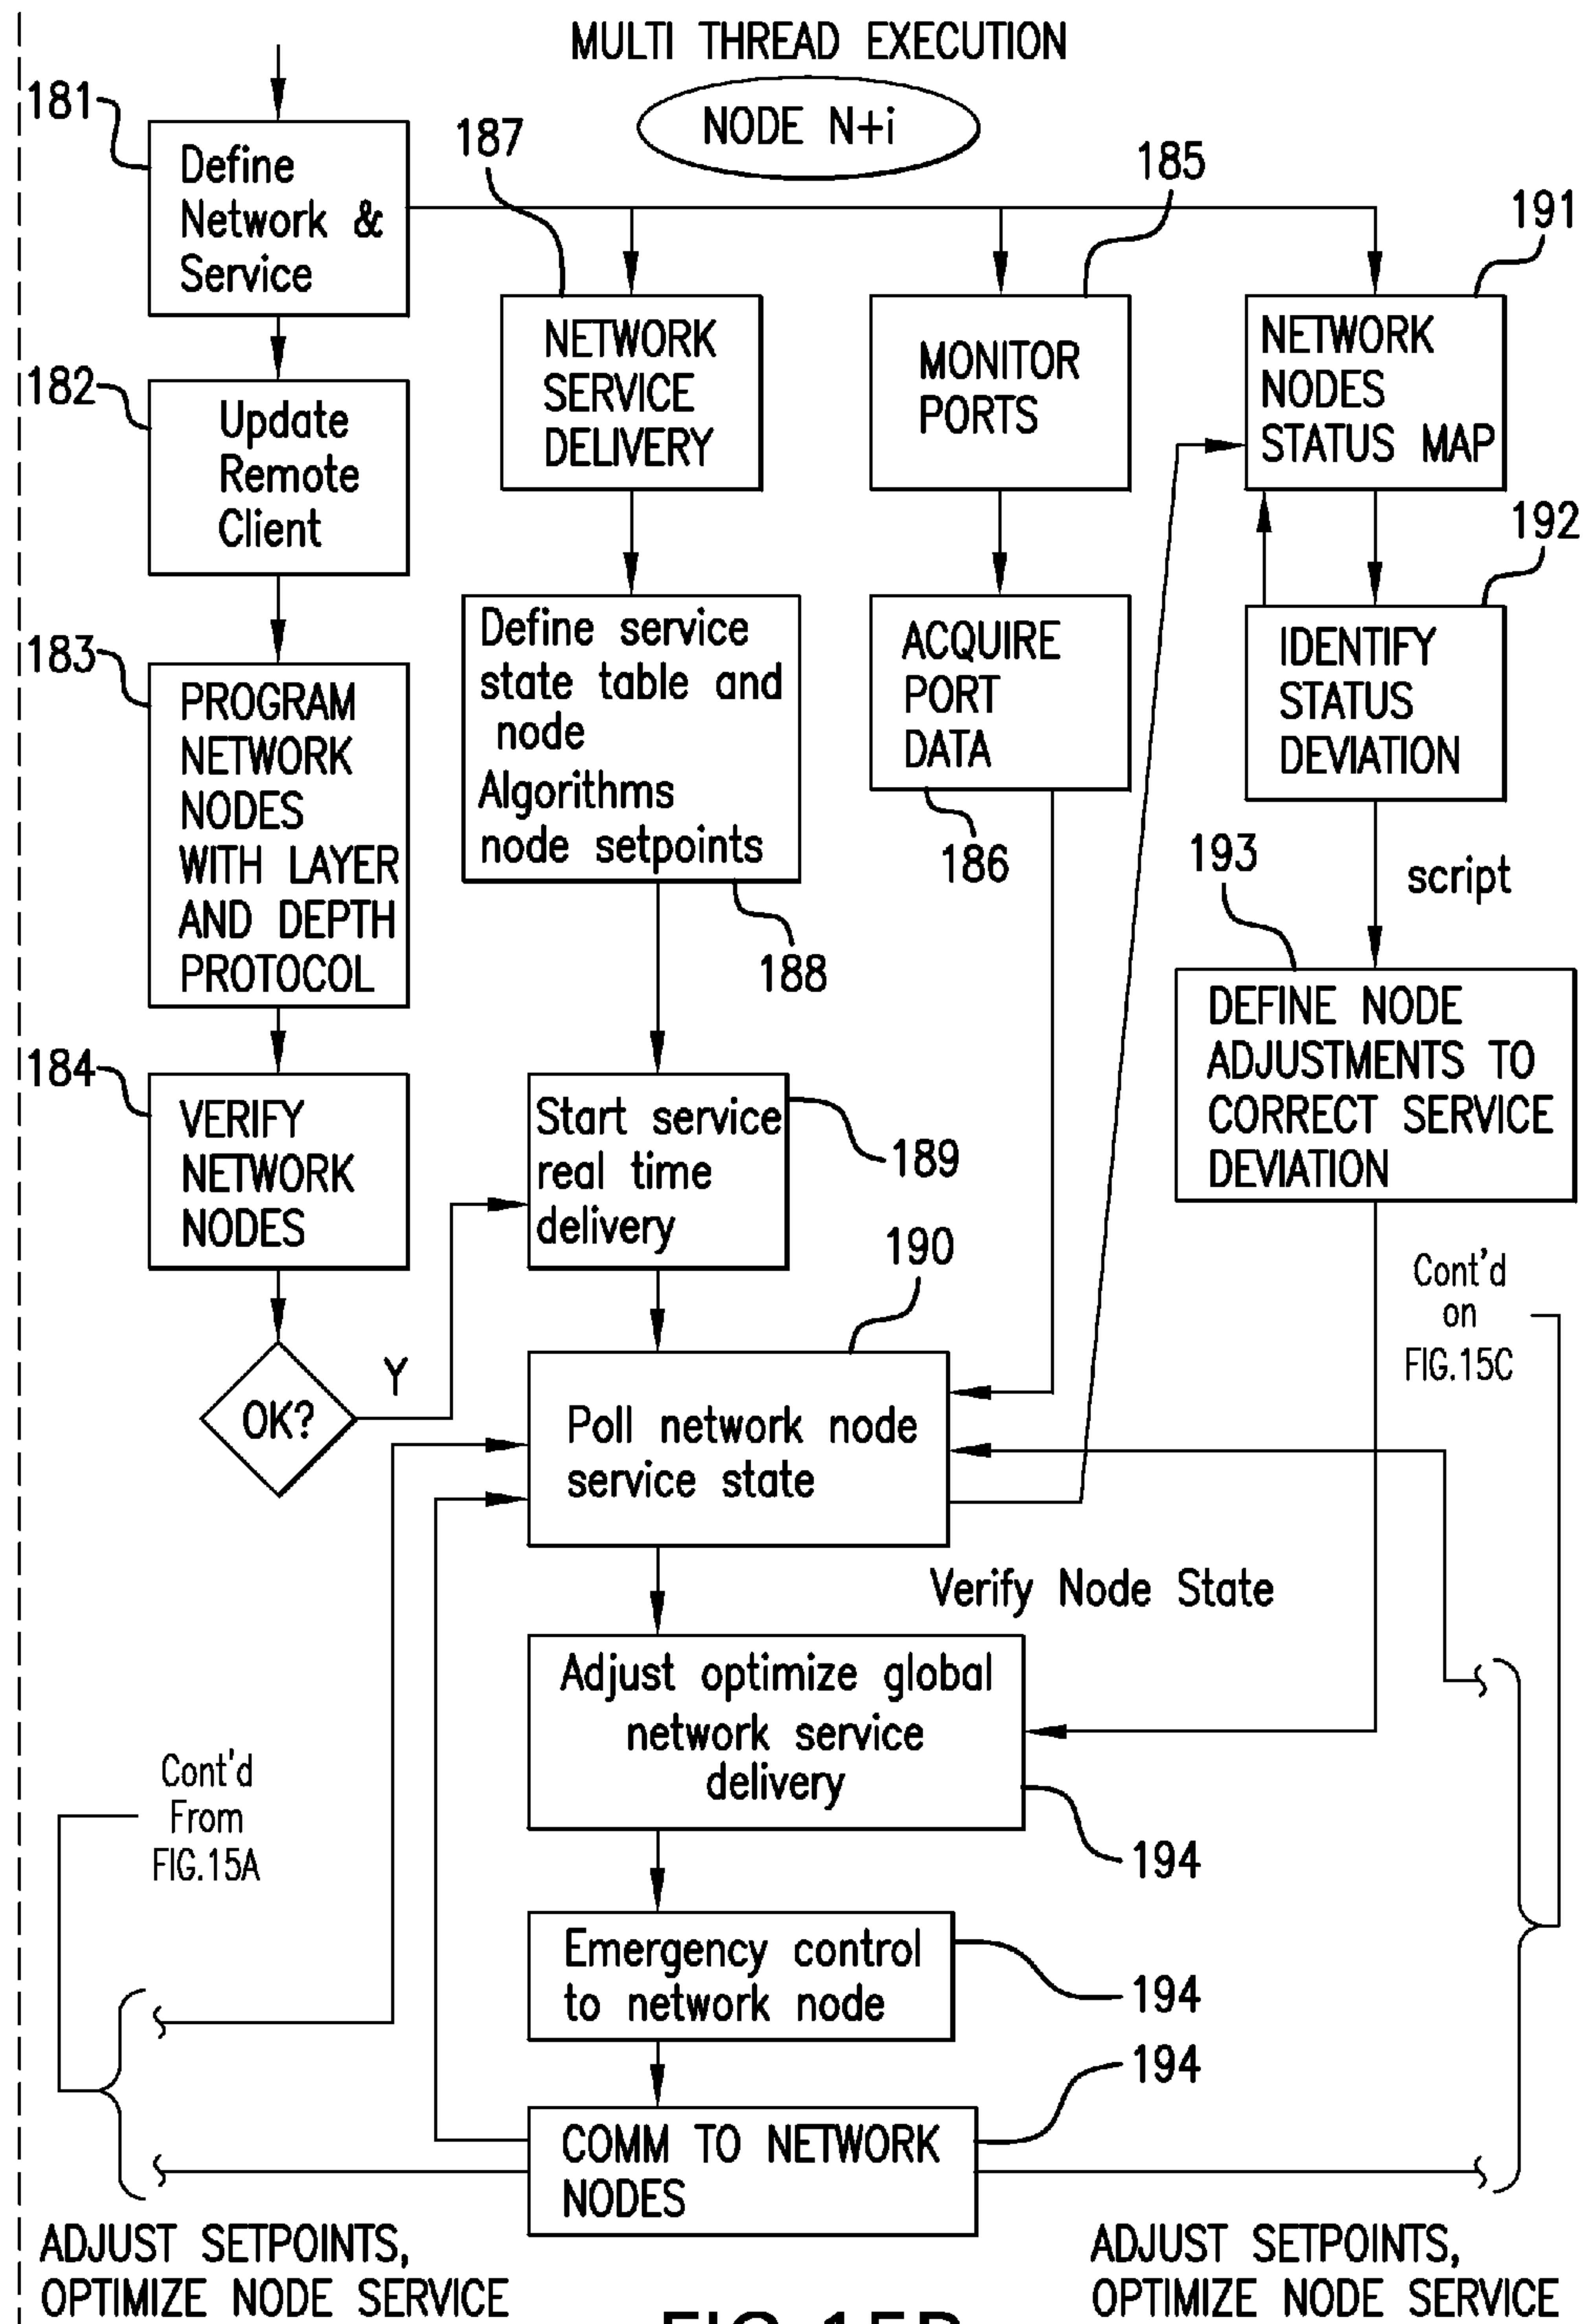 MULTI THREAD EXECUTION
NODE N+i
181
Define
Network &
Service
187
185
191
NETWORK
SERVICE
DELIVERY
MONITOR
PORTS
NETWORK
NODES
STATUS MAP
182
Update
Remote
Client
192
Define service
state table and
node
Algorithms
node setpoints
188
ACQUIRE
PORT
DATA
186
IDENTIFY
STATUS
DEVIATION
183
PROGRAM
NETWORK
NODES
WITH LAYER
AND DEPTH
PROTOCOL
193
script
DEFINE NODE
ADJUSTMENTS TO
CORRECT SERVICE
DEVIATION
184
VERIFY
NETWORK
NODES
Start service
real time
delivery
189
190
Cont'd
on
FIG.15C
OK?
Y
Poll network node
service state
Verify Node State
Adjust optimize global
network service
delivery
194
Cont'd
From
FIG.15A
Emergency control
to network node
194
194
COMM TO NETWORK
NODES
ADJUST SETPOINTS,
OPTIMIZE NODE SERVICE
ADJUST SETPOINTS,
OPTIMIZE NODE SERVICE